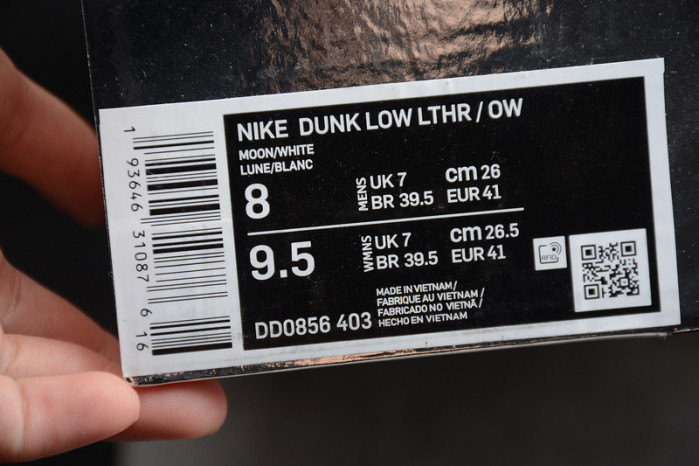 NIKE DUNK LOW LTHR / OW
MOON/WHITE
LUNE/BLANC
8
MENS
UK 7
cm 26
BR 39.5
EUR 41
9.5
WMNS
UK 7
cm 26.5
BR 39.5
EUR 41
RFID
MADE IN VIETNAM/
FABRIQUE AU VIETNAM/
FABRICADO NO VIETNÃ/
HECHO EN VIETNAM
DD0856 403
1 93646 31087 6 16